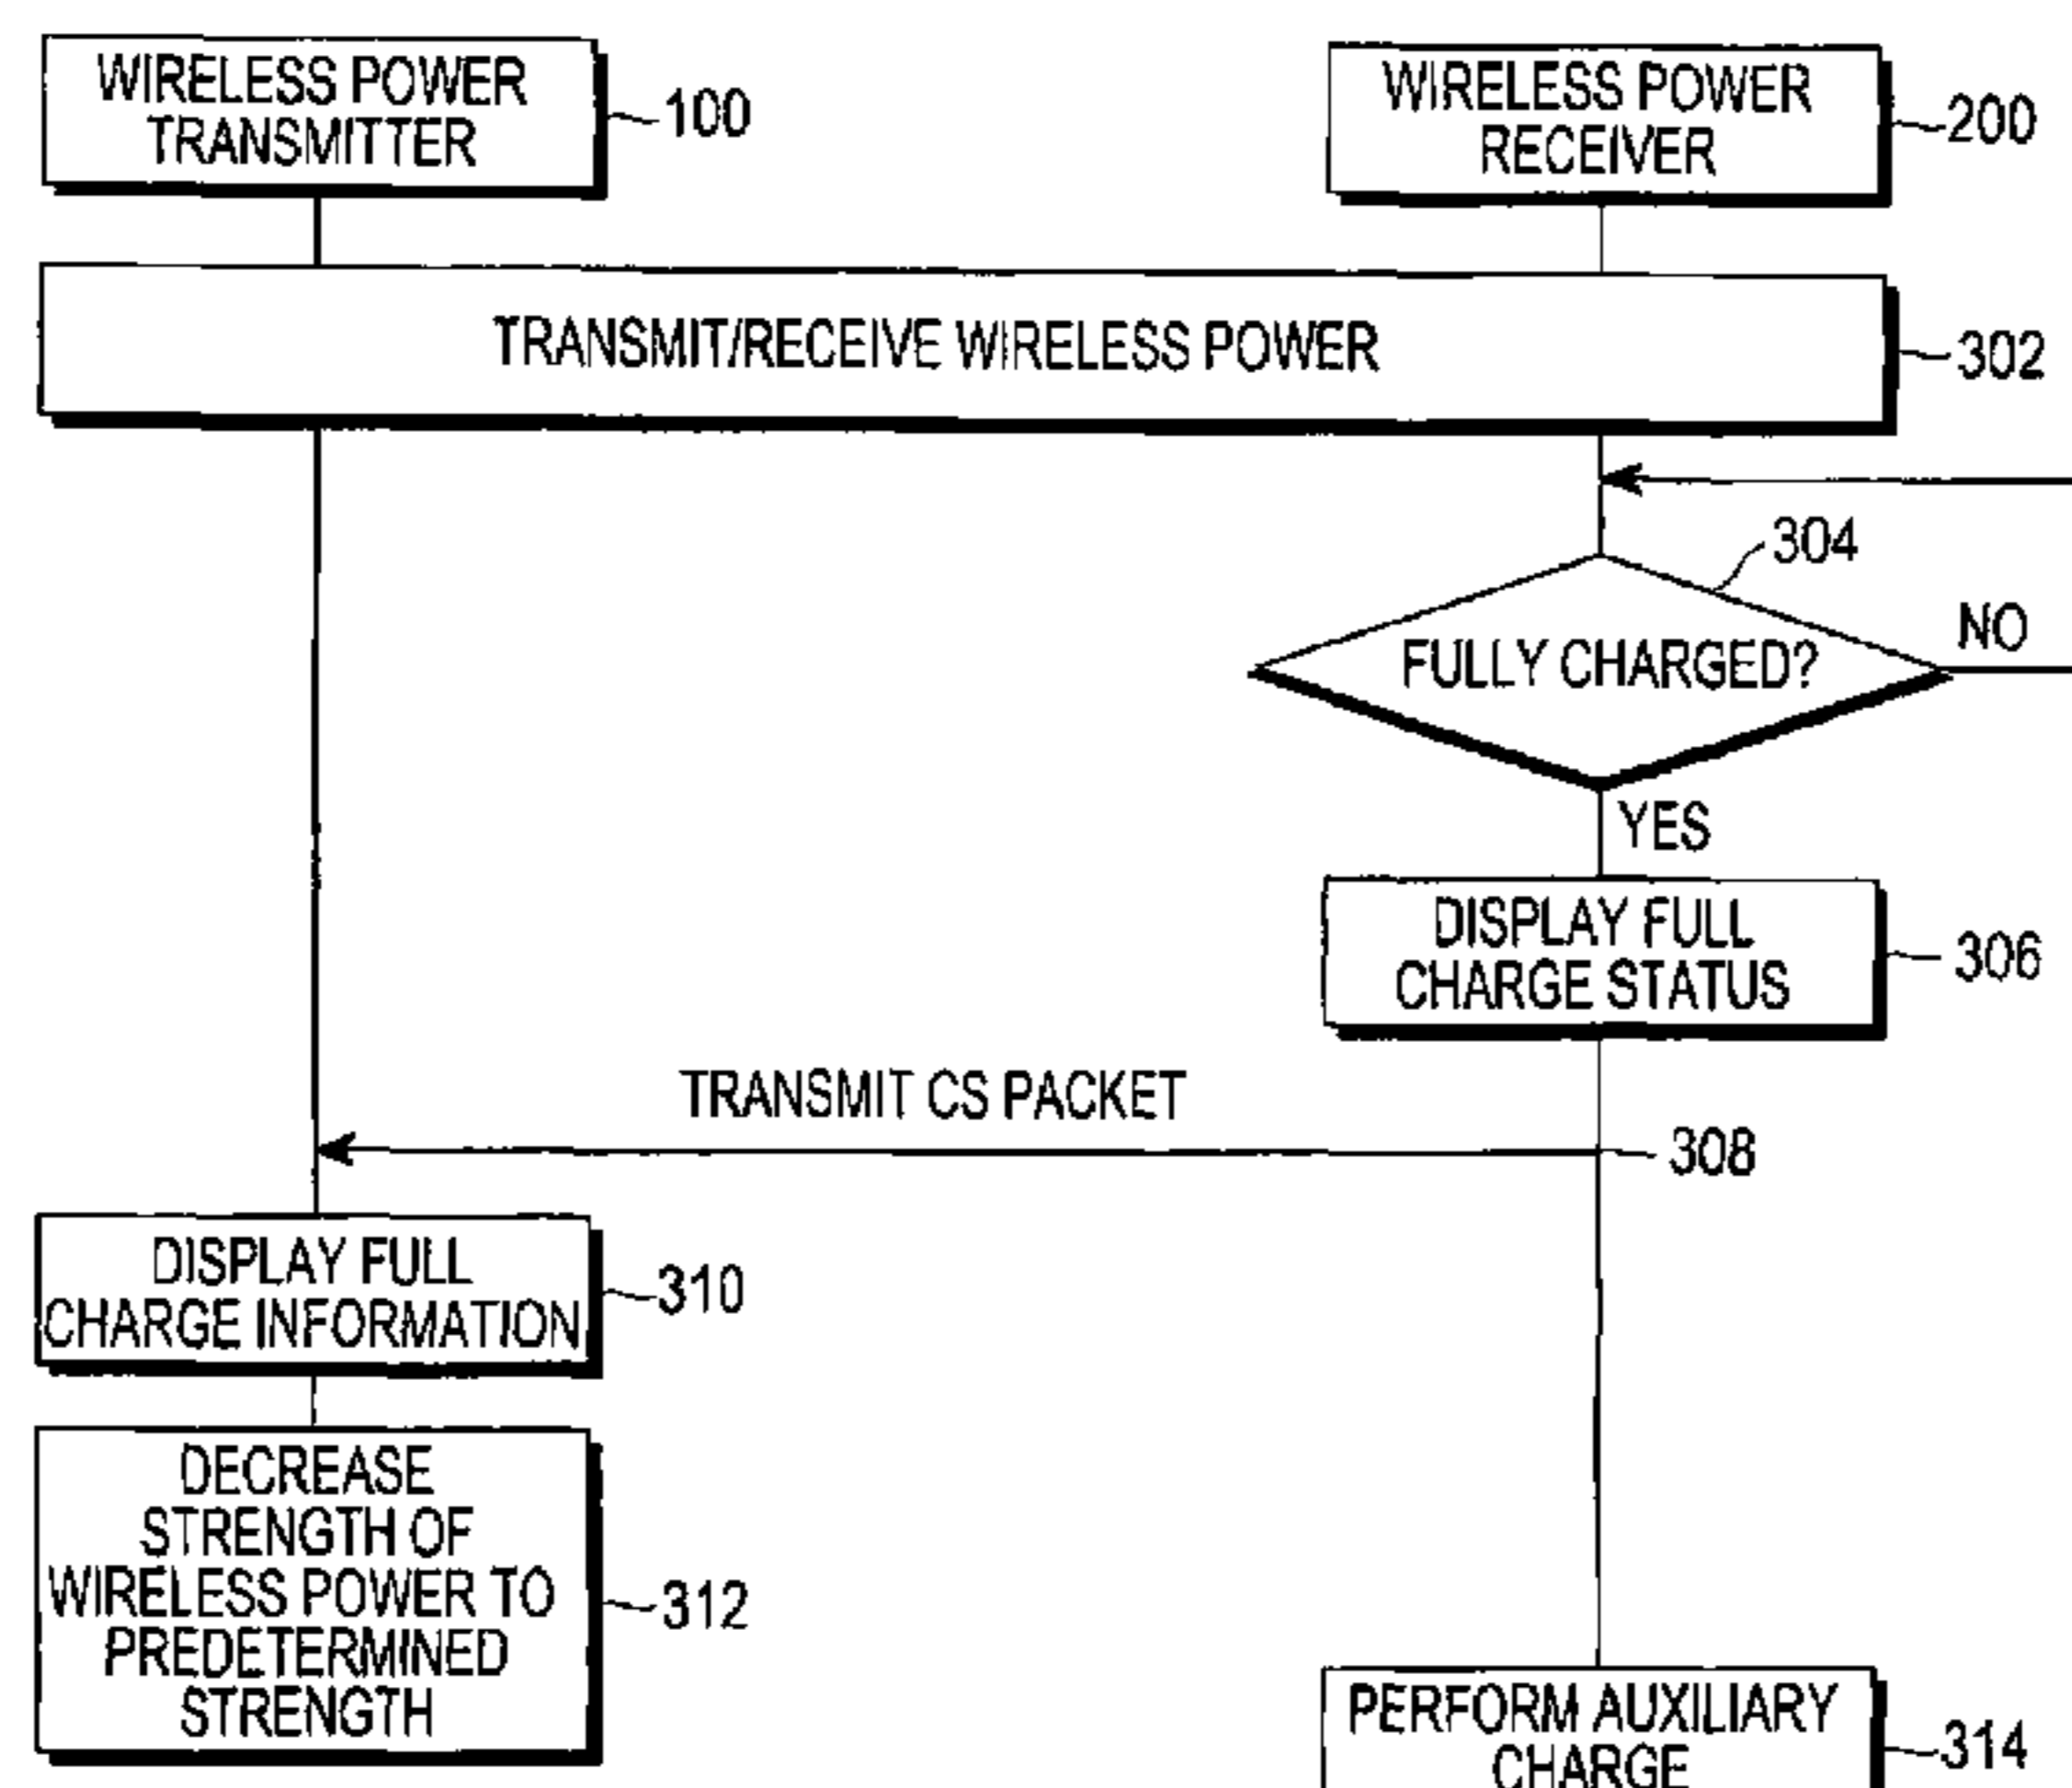 WIRELESS POWER
TRANSMITTER
100
WIRELESS POWER
RECEIVER
200
TRANSMIT/RECEIVE WIRELESS POWER
302
304
FULLY CHARGED?
NO
YES
DISPLAY FULL
CHARGE STATUS
306
TRANSMIT CS PACKET
308
DISPLAY FULL
CHARGE INFORMATION
310
DECREASE
STRENGTH OF
WIRELESS POWER TO
PREDETERMINED
STRENGTH
312
PERFORM AUXILIARY
CHARGE
314